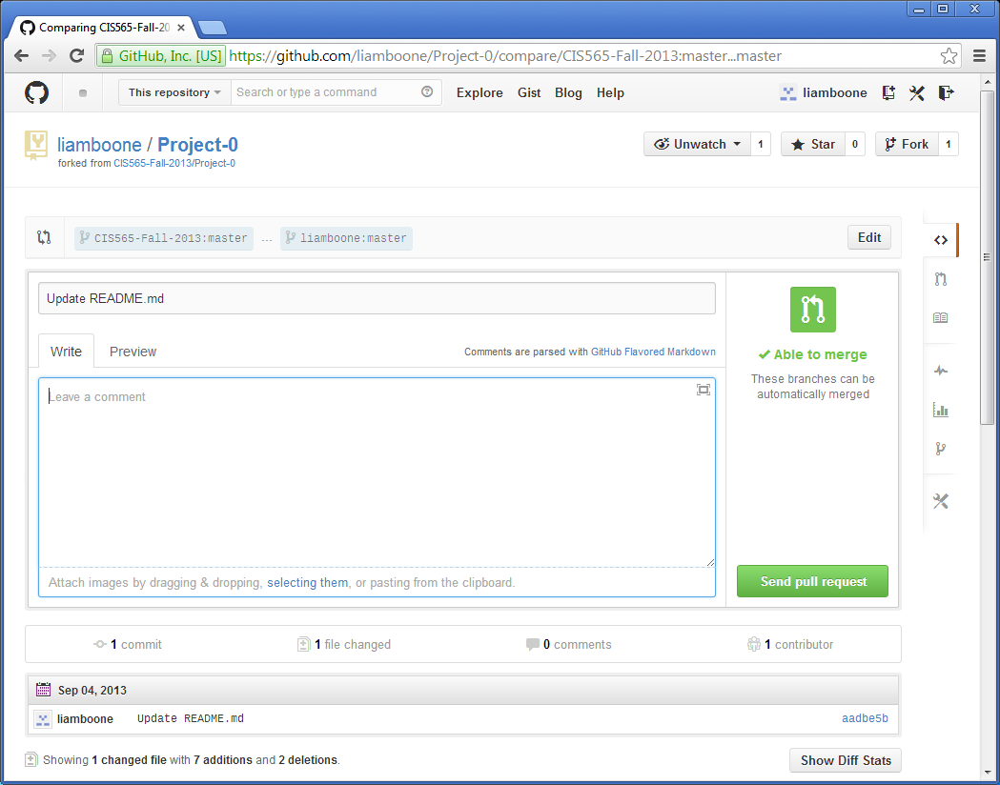 Comparing CIS565-Fall-20
GitHub, Inc. [US] https://github.com/liamboone/Project-0/compare/CIS565-Fall-2013:master...master
This repository Search or type a command Explore Gist Blog Help liamboone
liamboone / Project-0 Unwatch 1 Star 0 Fork 1
forked from CIS565-Fall-2013/Project-0
CIS565-Fall-2013:master ... liamboone:master Edit
Update README.md
Write Preview Comments are parsed with GitHub Flavored Markdown
Able to merge
These branches can be
automatically merged
Leave a comment
Attach images by dragging & dropping, selecting them, or pasting from the clipboard.
Send pull request
1 commit 1 file changed 0 comments 1 contributor
Sep 04, 2013
liamboone Update README.md aadbe5b
Showing 1 changed file with 7 additions and 2 deletions. Show Diff Stats